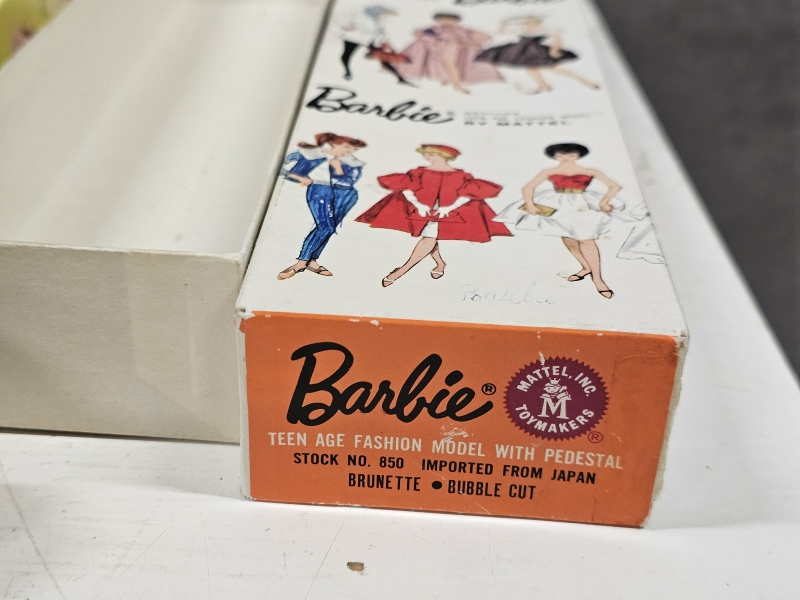 Barbie
Barbie®
BY MATTEL
Barbie®
MATTEL, INC
M
TOYMAKERS
®
TEEN AGE FASHION MODEL WITH PEDESTAL
STOCK NO. 850 IMPORTED FROM JAPAN
BRUNETTE • BUBBLE CUT